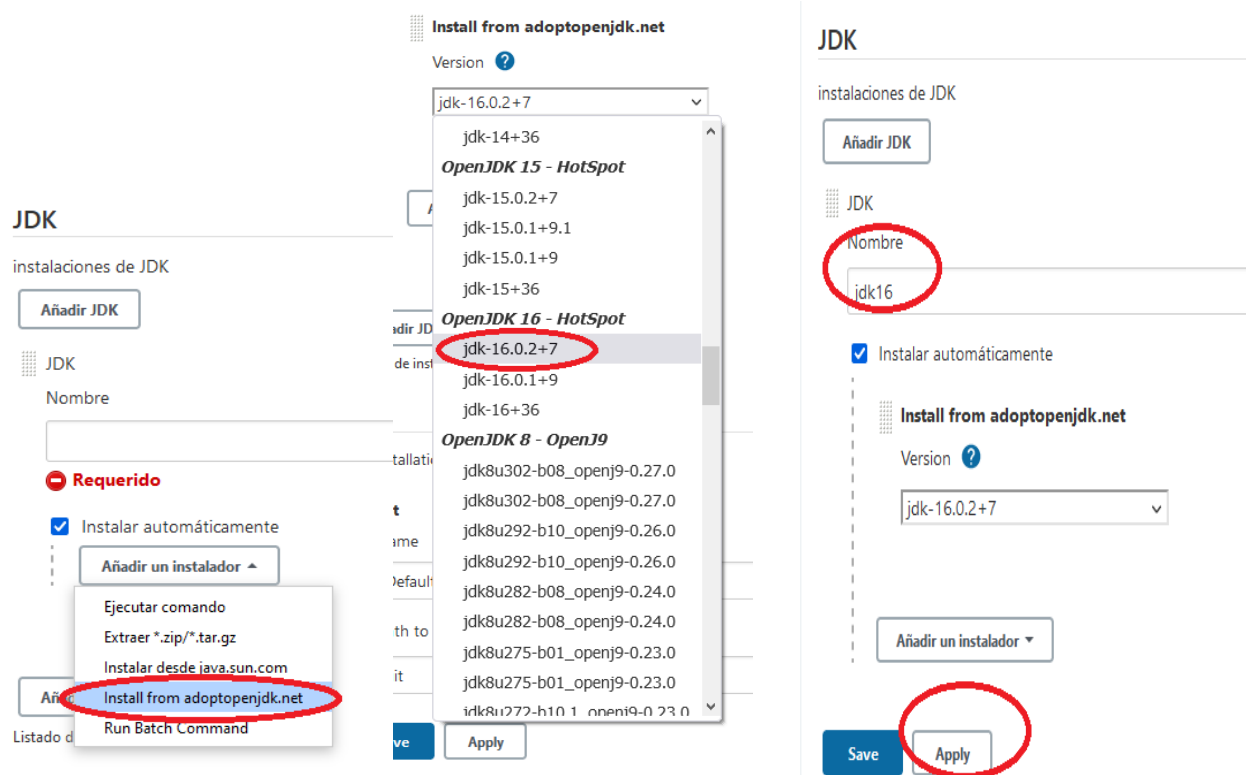 JDK
instalaciones de JDK
Añadir JDK
JDK
Nombre
Requerido
Instalar automáticamente
Añadir un instalador
Ejecutar comando
Extraer *.zip/*.tar.gz
Instalar desde java.sun.com
Install from adoptopenjdk.net
Run Batch Command
Listado d
Install from adoptopenjdk.net
Version ?
jdk-16.0.2+7
jdk-14+36
OpenJDK 15 - HotSpot
jdk-15.0.2+7
jdk-15.0.1+9.1
jdk-15.0.1+9
jdk-15+36
OpenJDK 16 - HotSpot
jdk-16.0.2+7
jdk-16.0.1+9
jdk-16+36
OpenJDK 8 - OpenJ9
jdk8u302-b08_openj9-0.27.0
jdk8u302-b08_openj9-0.27.0
jdk8u292-b10_openj9-0.26.0
jdk8u292-b10_openj9-0.26.0
jdk8u282-b08_openj9-0.24.0
jdk8u282-b08_openj9-0.24.0
jdk8u275-b01_openj9-0.23.0
jdk8u275-b01_openj9-0.23.0
jdk8u272-b10.1_openj9-0.23.0
Apply
JDK
instalaciones de JDK
Añadir JDK
JDK
Nombre
jdk16
Instalar automáticamente
Install from adoptopenjdk.net
Version ?
jdk-16.0.2+7
Añadir un instalador
Save
Apply